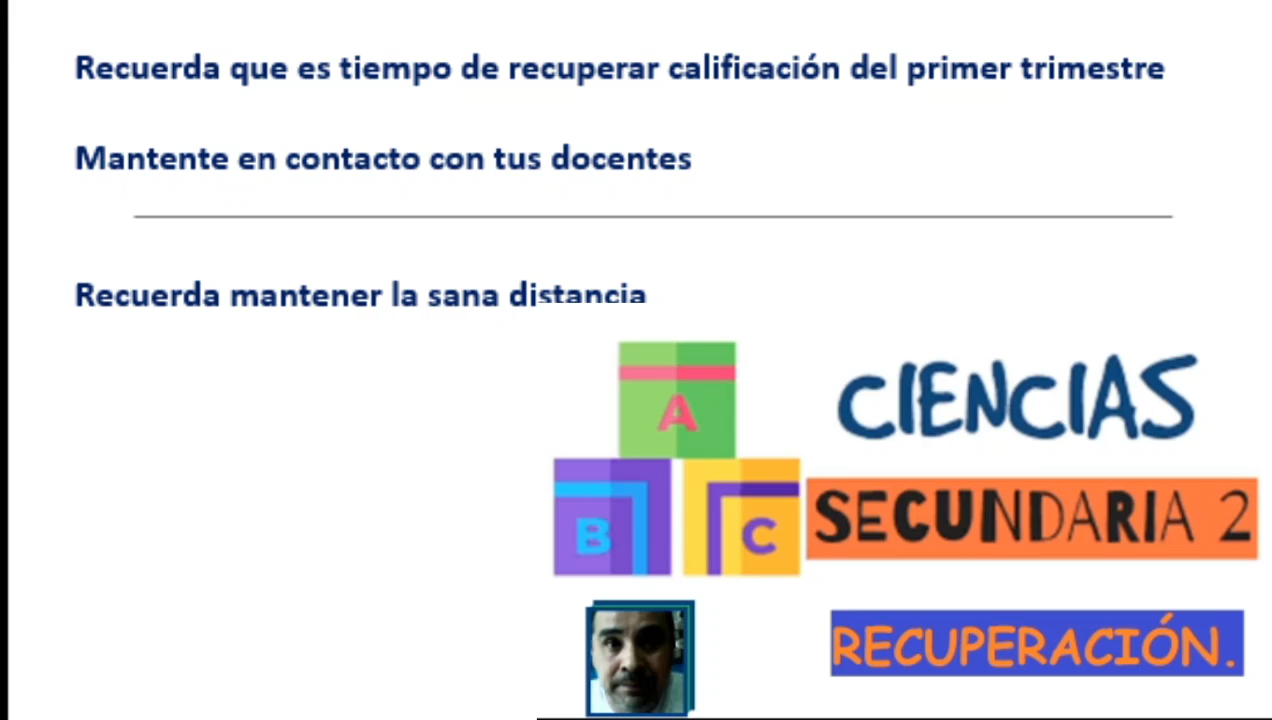 Recuerda que es tiempo de recuperar calificación del primer trimestre
Mantente en contacto con tus docentes
Recuerda mantener la sana distancia
A
B C
CIENCIAS
SECUNDARIA 2
RECUPERACIÓN.